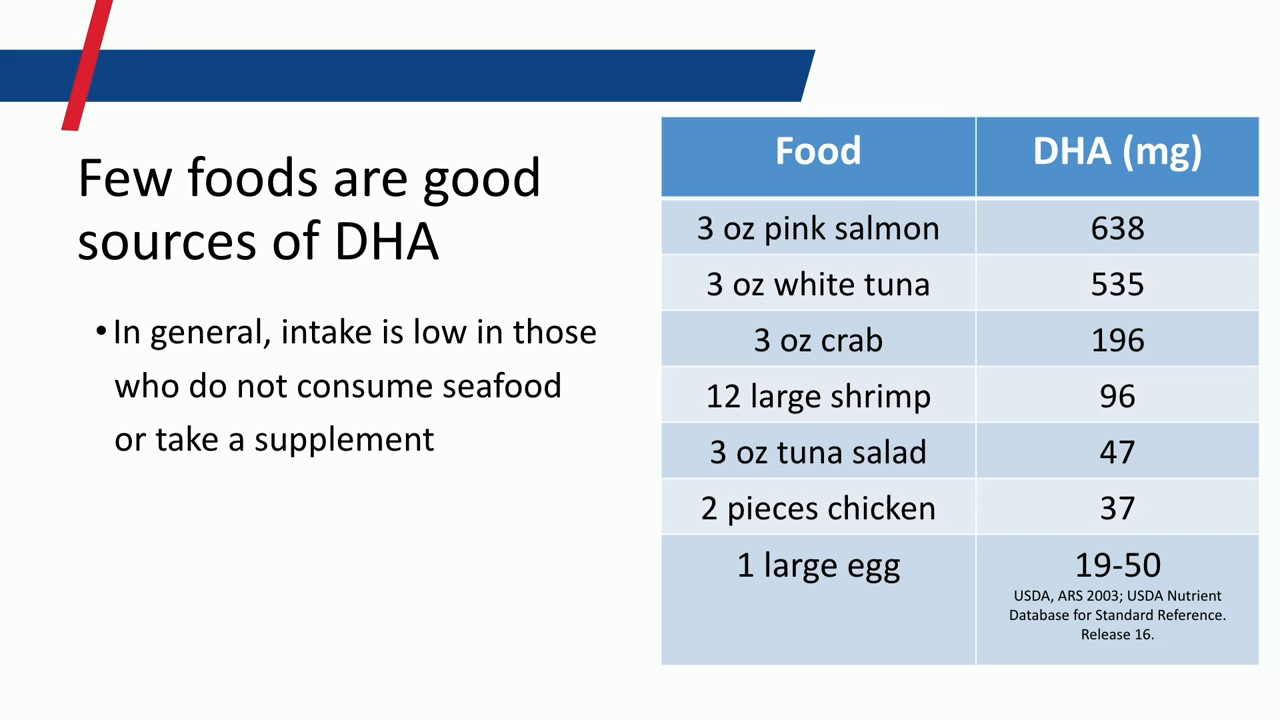 Few foods are good
sources of DHA
•In general, intake is low in those
who do not consume seafood
or take a supplement
Food DHA (mg)
3 oz pink salmon 638
3 oz white tuna 535
3 oz crab 196
12 large shrimp 96
3 oz tuna salad 47
2 pieces chicken 37
1 large egg 19-50
USDA, ARS 2003; USDA Nutrient
Database for Standard Reference.
Release 16.